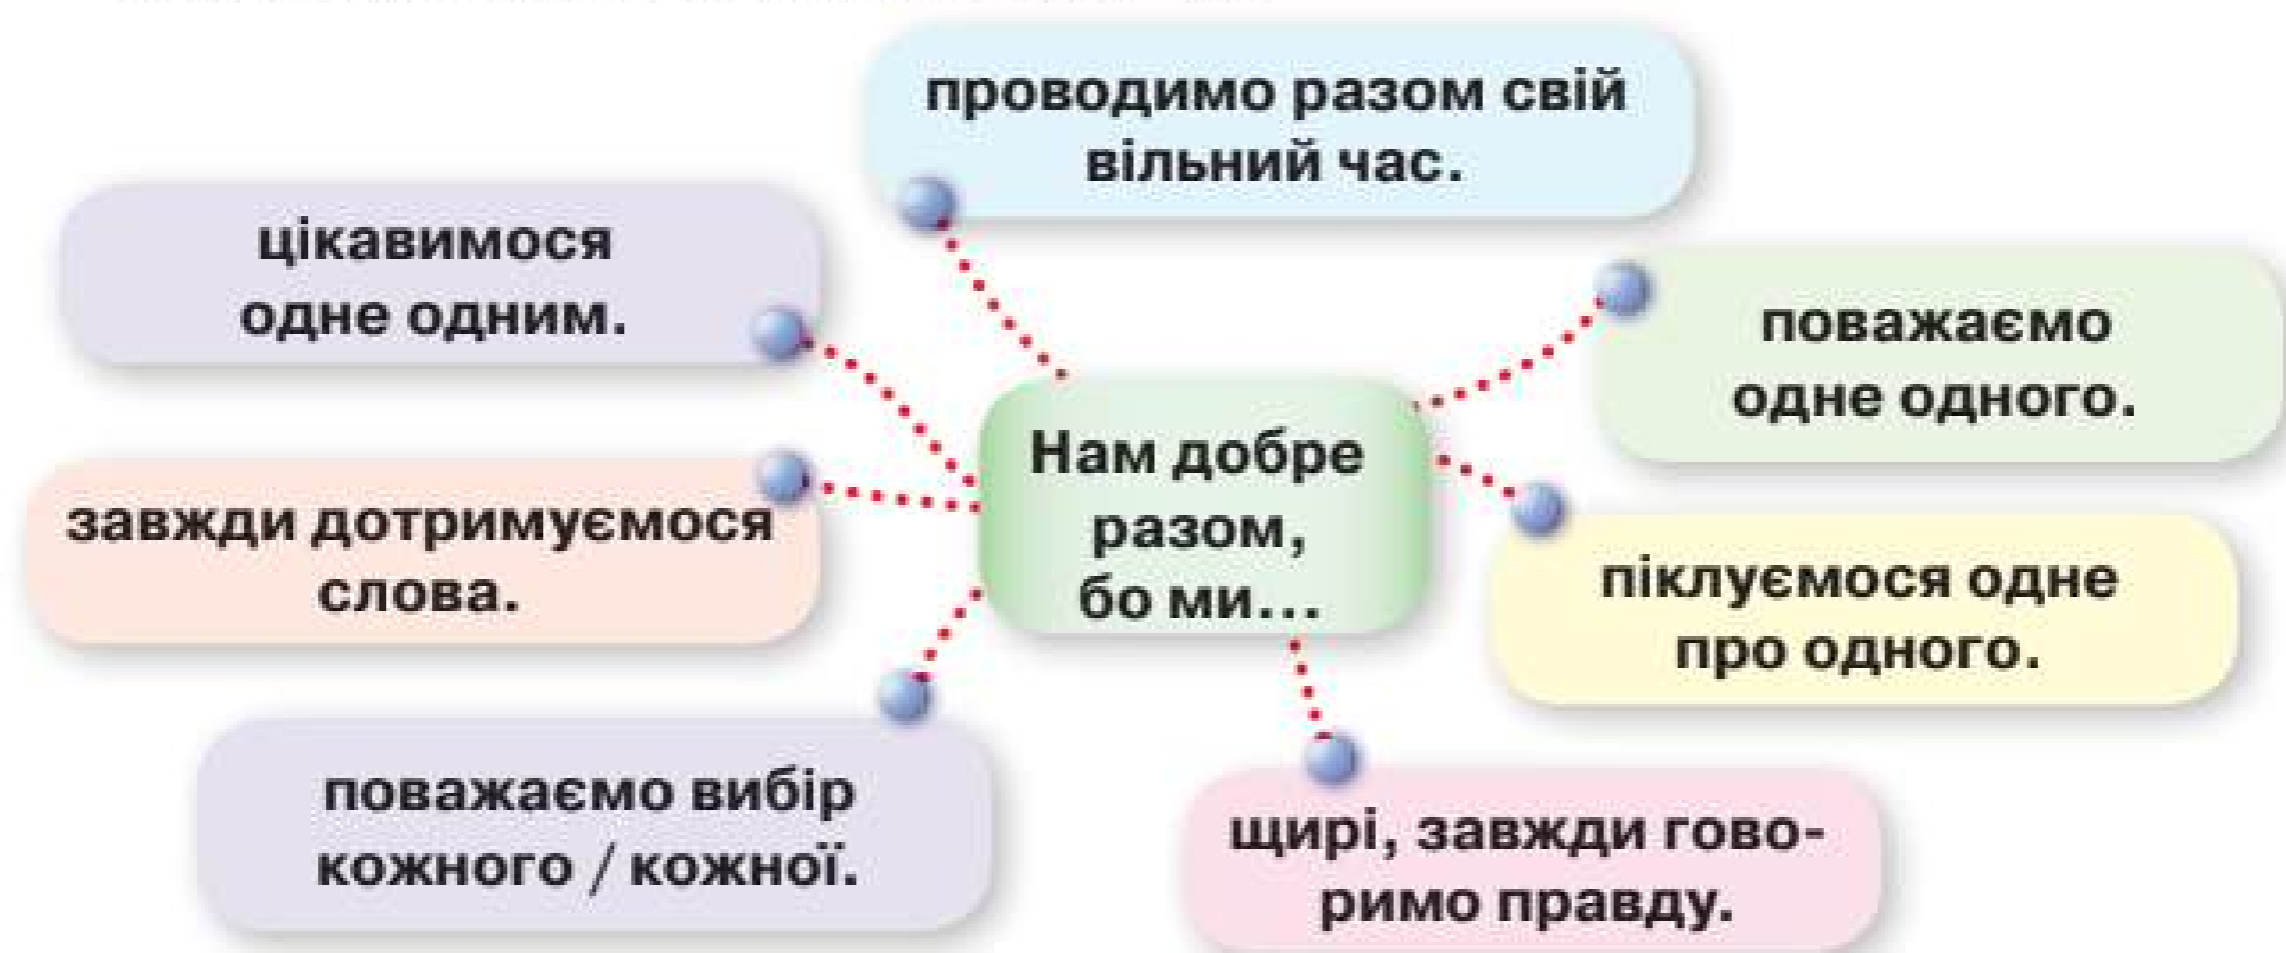 проводимо разом свій
вільний час.
цікавимося
одне одним.
поважаємо
одне одного.
Нам добре
разом,
бо ми...
завжди дотримуємося
слова.
піклуємося одне
про одного.
поважаємо вибір
кожного / кожної.
щирі, завжди гово-
римо правду.